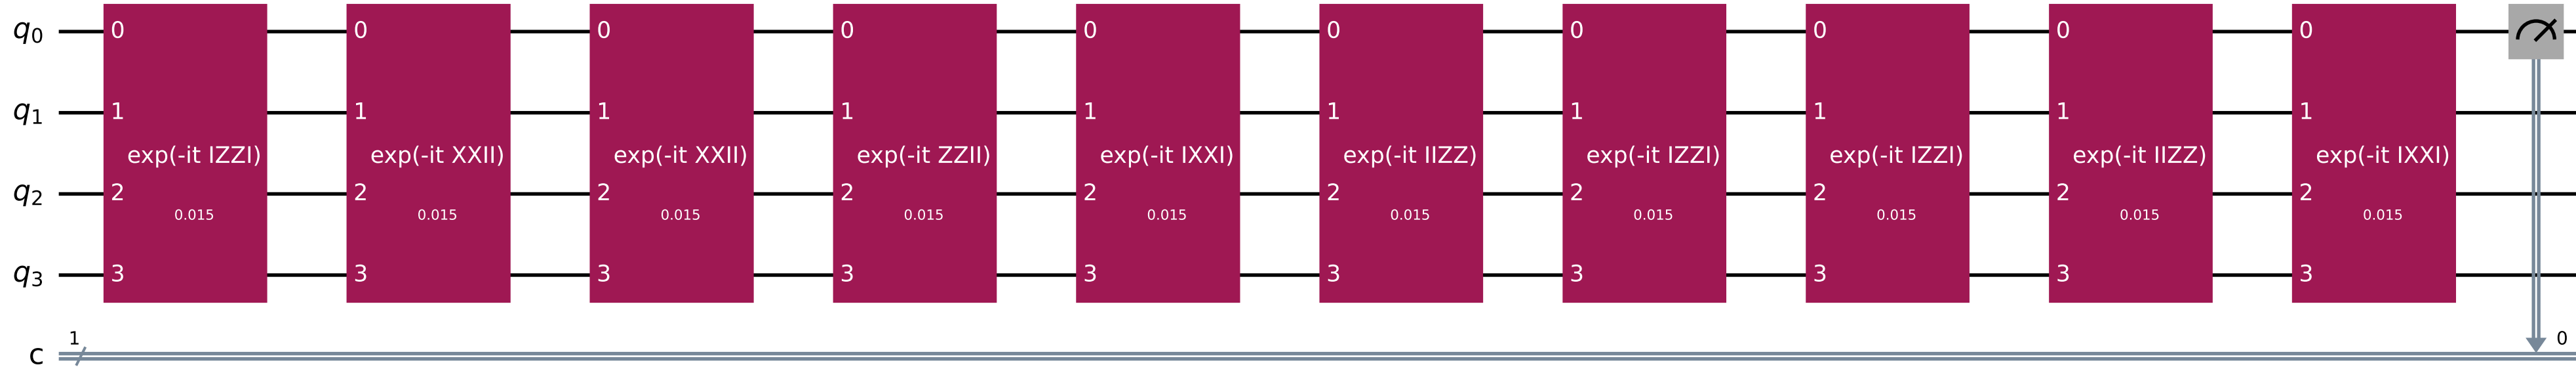 q0 0 0 0 0 0 0 0 0 0 0
q1 1 1 1 1 1 1 1 1 1 1
exp(-it IZZI) exp(-it XXII) exp(-it XXII) exp(-it ZZII) exp(-it IXXI) exp(-it IIZZ) exp(-it IZZI) exp(-it IZZI) exp(-it IIZZ) exp(-it IXXI)
q2 2 2 2 2 2 2 2 2 2 2
0.015 0.015 0.015 0.015 0.015 0.015 0.015 0.015 0.015 0.015
q3 3 3 3 3 3 3 3 3 3 3
1 0
c